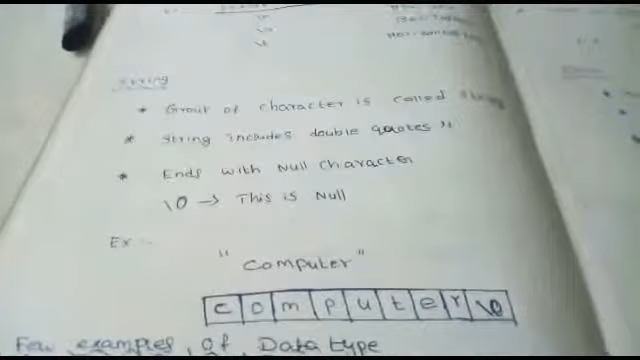 String
* Group of character is called string
* String includes double quotes "
* Ends with Null Character
\0 → This is Null
Ex :-
"Computer"
C o m p u t e r \0
Few examples of Data type